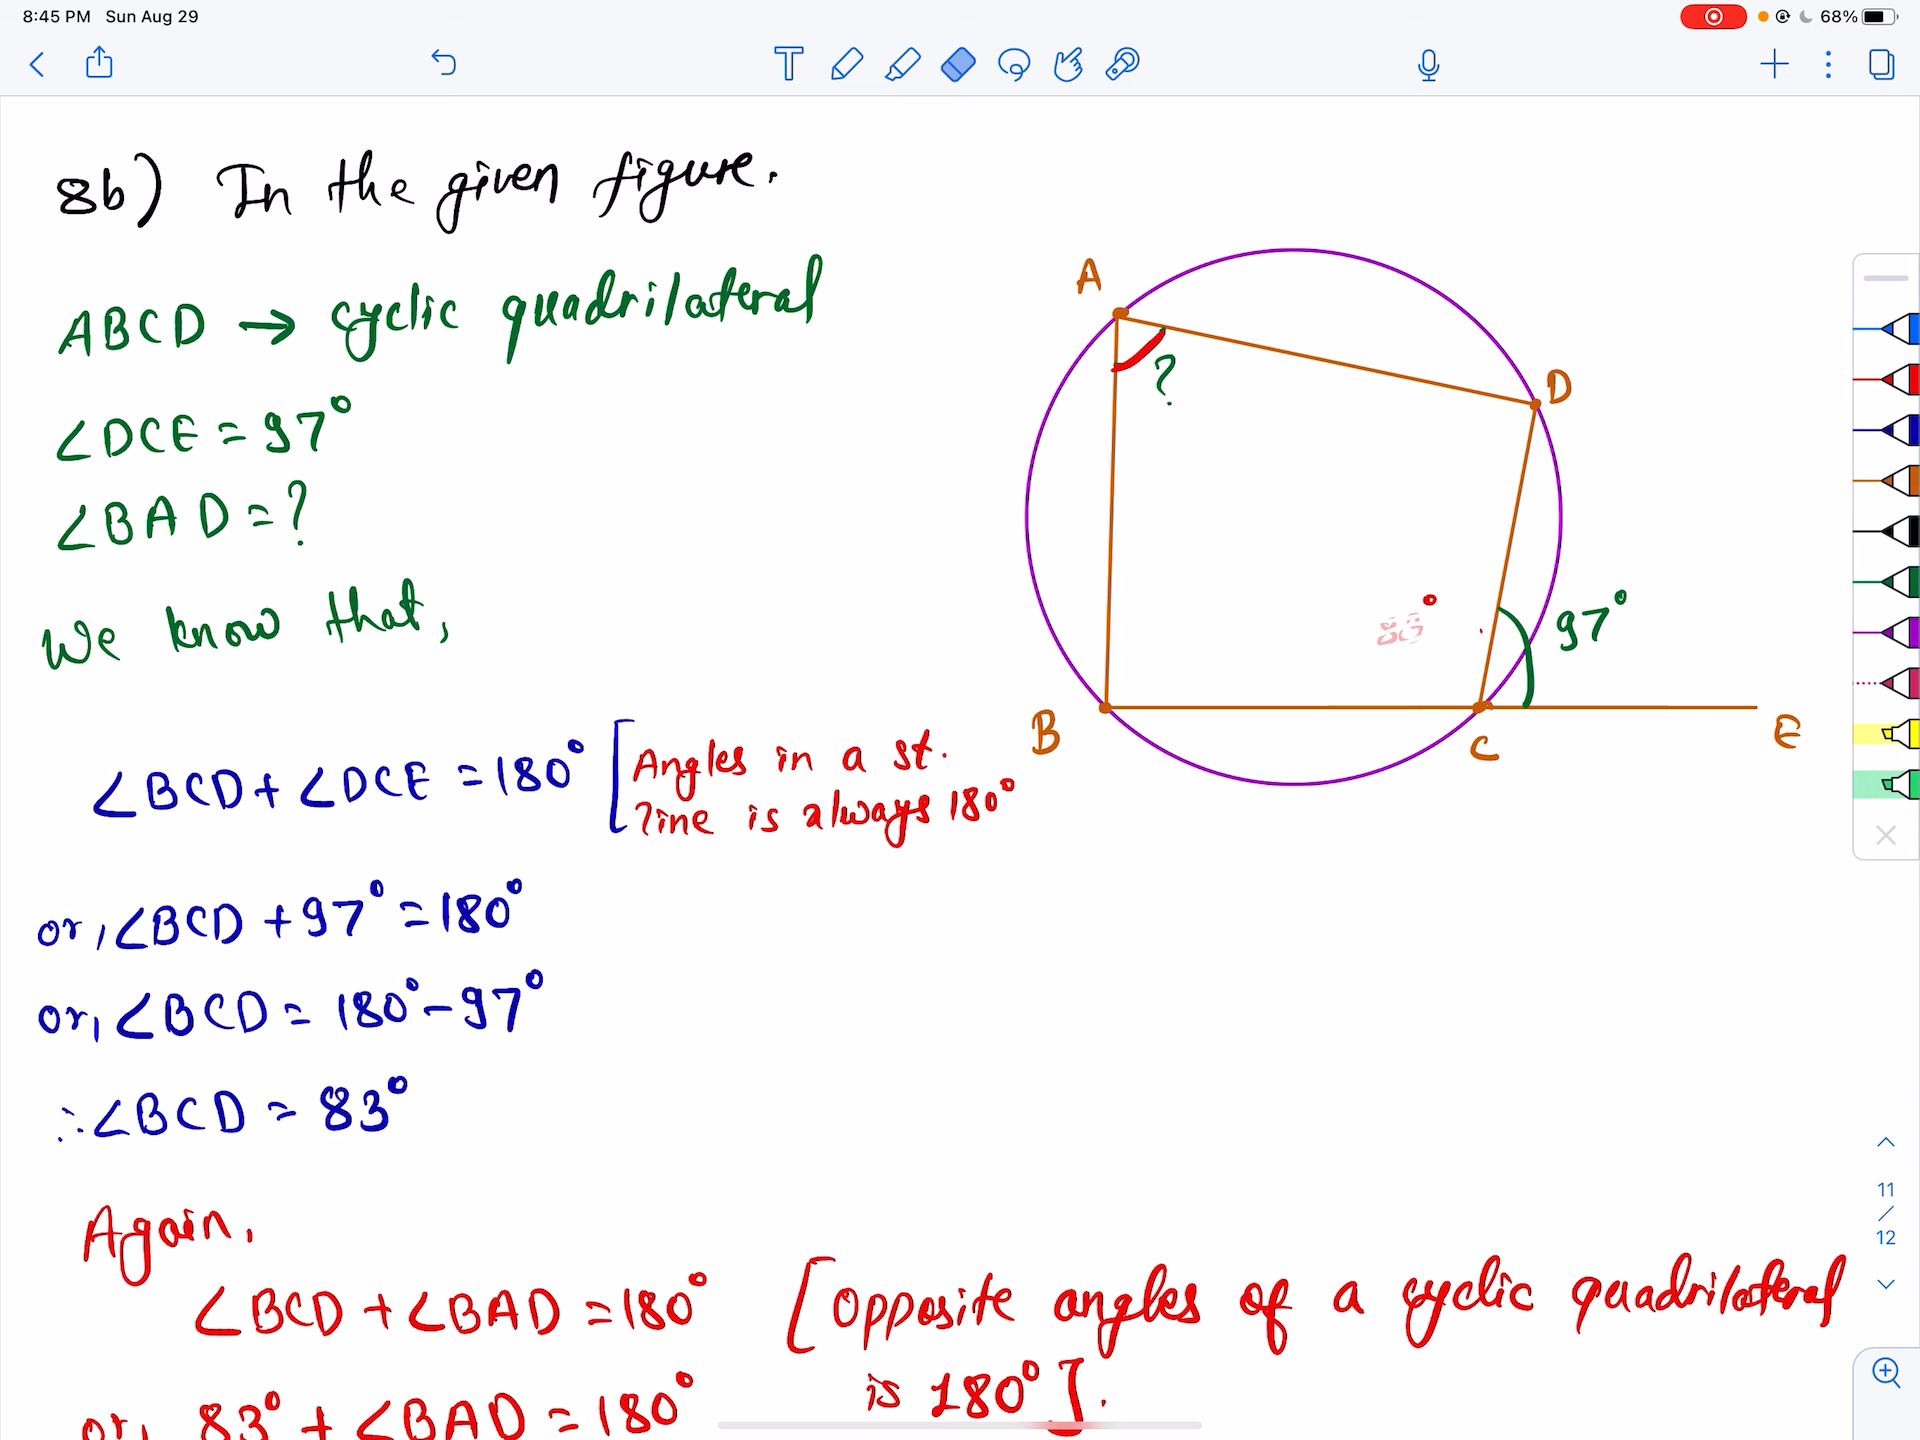 8:45 PM Sun Aug 29
68%
8b) In the given figure.
ABCD → cyclic quadrilateral
∠DCE = 97°
∠BAD = ?
We know that,
∠BCD + ∠DCE = 180° [Angles in a st.
line is always 180°
or, ∠BCD + 97° = 180°
or, ∠BCD = 180° - 97°
∴ ∠BCD = 83°
Again,
∠BCD + ∠BAD = 180° [Opposite angles of a cyclic quadrilateral
is 180°].
or, 83° + ∠BAD = 180°
A
?
D
97°
B
C
E
11
/
12